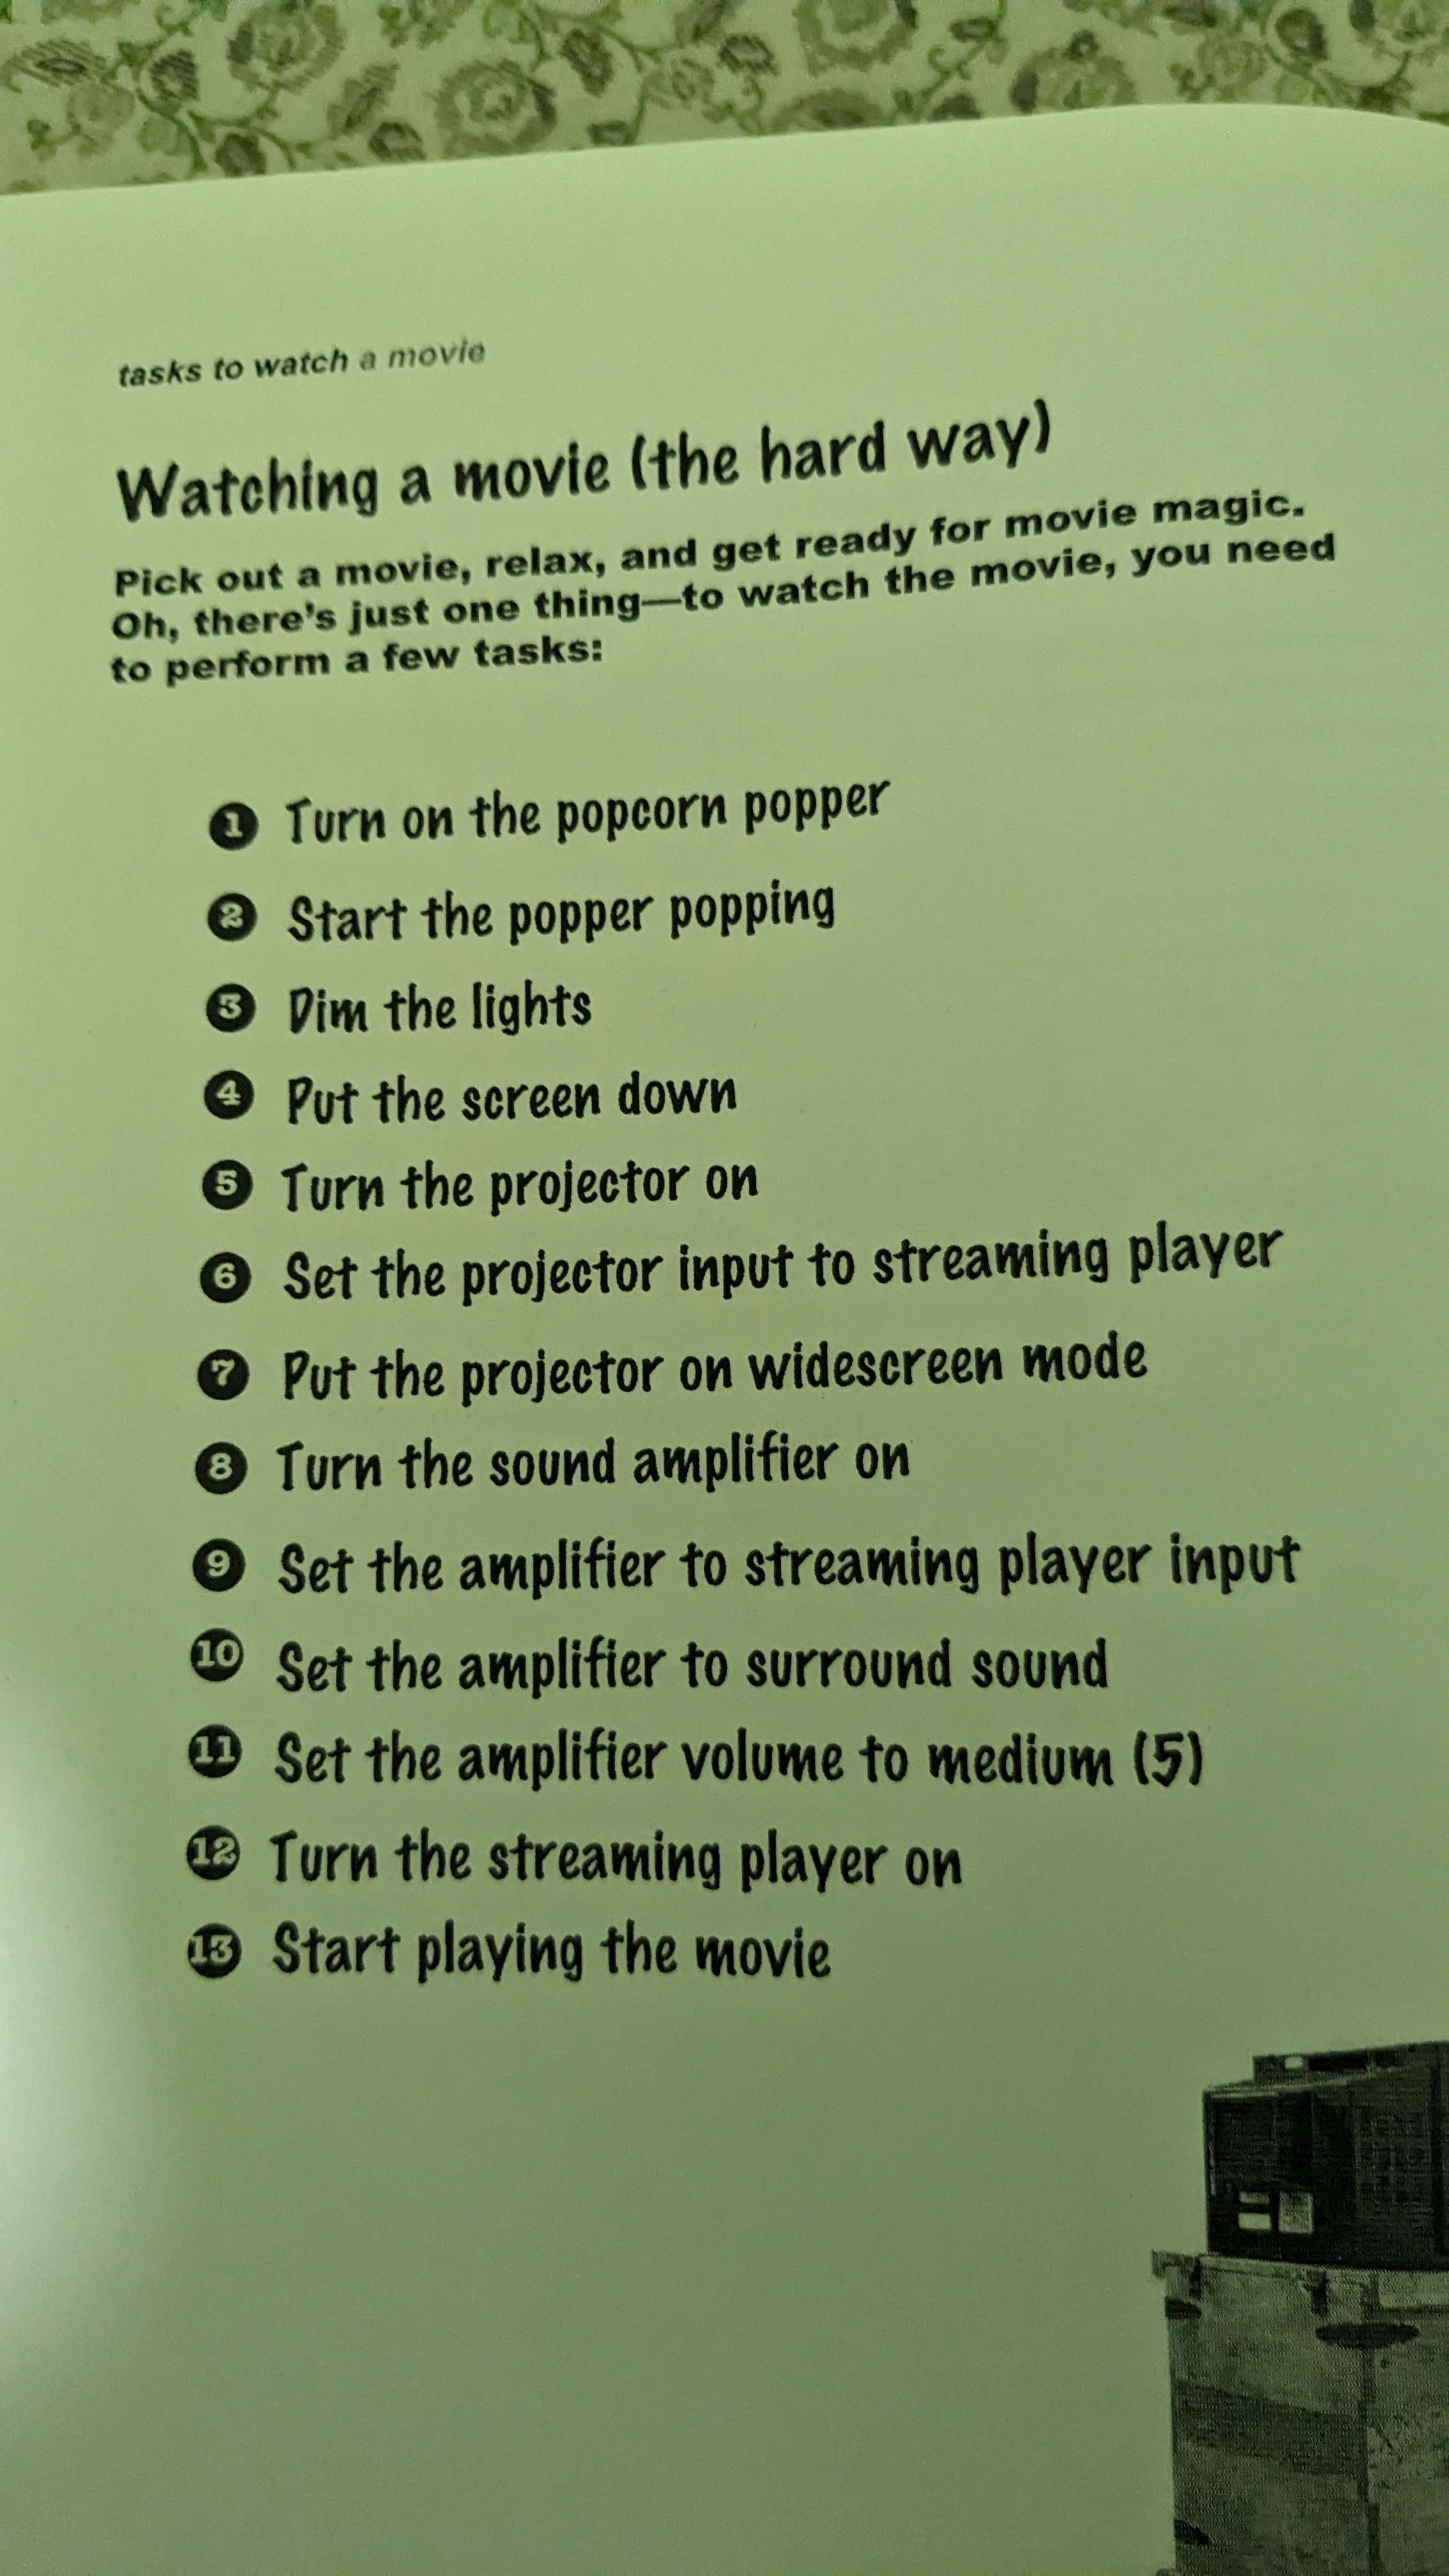 tasks to watch a movie
Watching a movie (the hard way)
Pick out a movie, relax, and get ready for movie magic.
Oh, there's just one thing—to watch the movie, you need
to perform a few tasks:
1 Turn on the popcorn popper
2 Start the popper popping
3 Dim the lights
4 Put the screen down
5 Turn the projector on
6 Set the projector input to streaming player
7 Put the projector on widescreen mode
8 Turn the sound amplifier on
9 Set the amplifier to streaming player input
10 Set the amplifier to surround sound
11 Set the amplifier volume to medium (5)
12 Turn the streaming player on
13 Start playing the movie